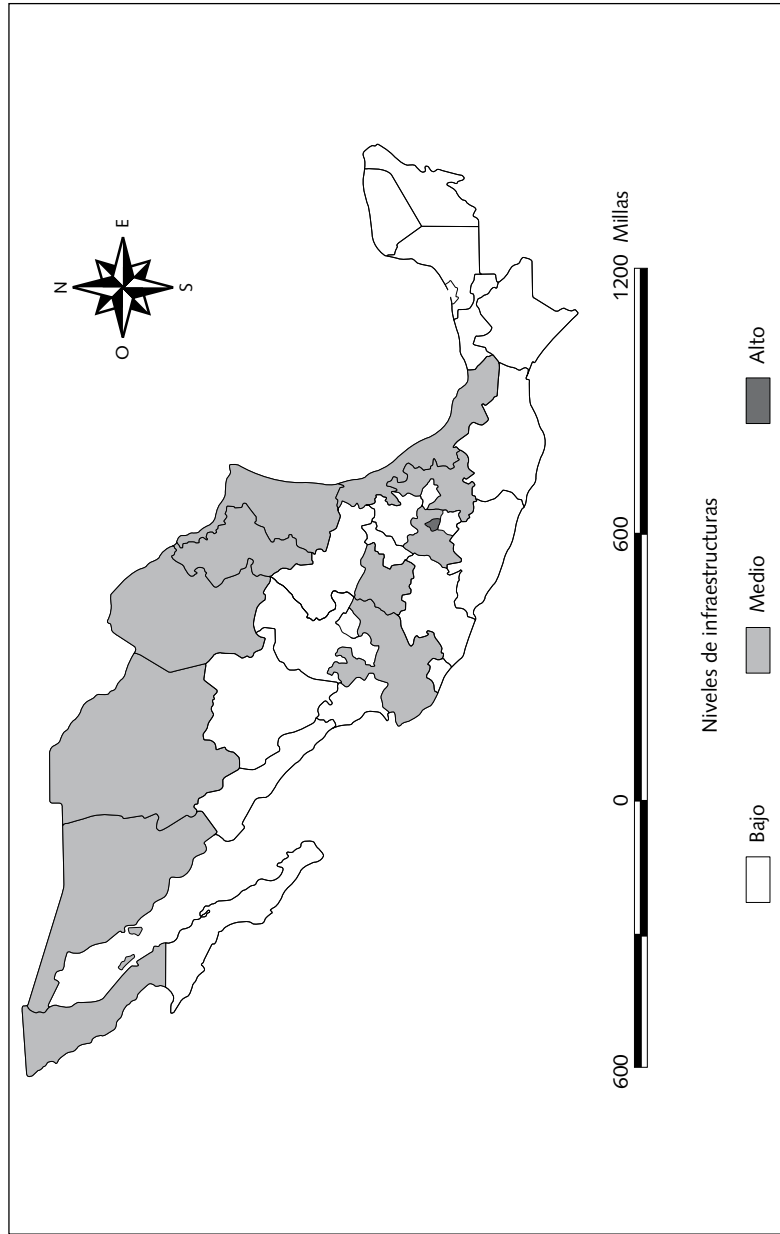 N
O E
S
600 0 600 1200 Millas
Niveles de infraestructuras
Bajo Medio Alto